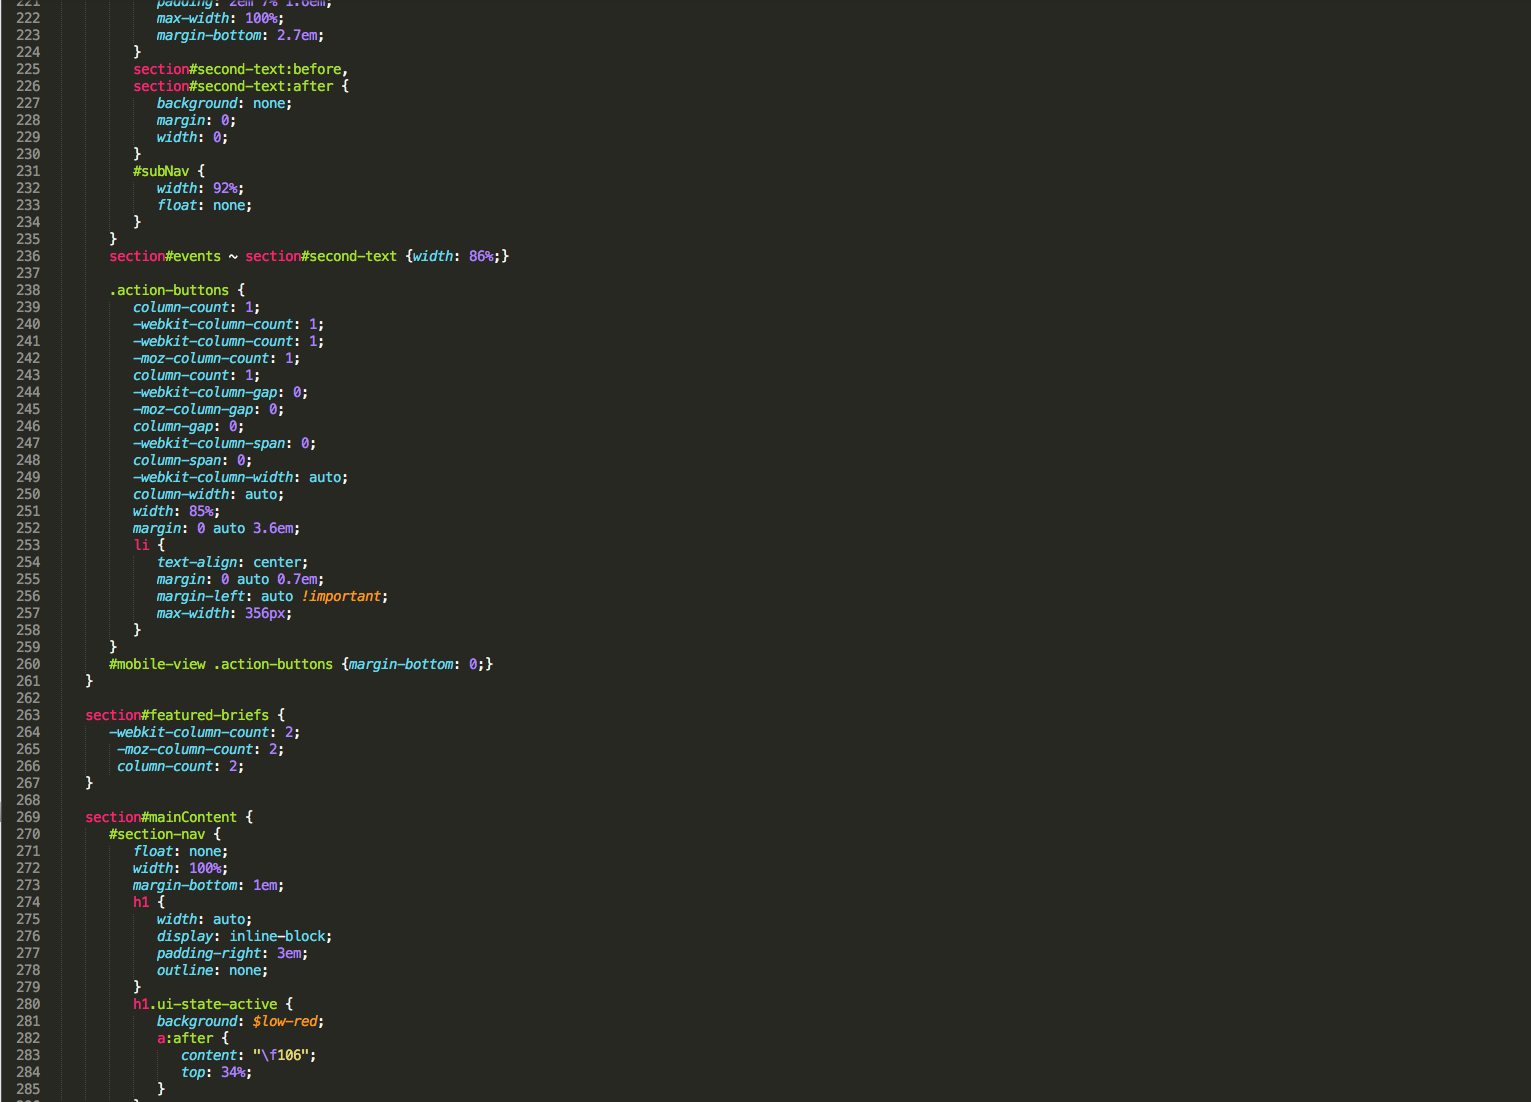 221 padding: 2em 7% 1.8em;
222 max-width: 100%;
223 margin-bottom: 2.7em;
224 }
225 section#second-text:before,
226 section#second-text:after {
227 background: none;
228 margin: 0;
229 width: 0;
230 }
231 #subNav {
232 width: 92%;
233 float: none;
234 }
235 }
236 section#events ~ section#second-text {width: 86%;}
237
238 .action-buttons {
239 column-count: 1;
240 -webkit-column-count: 1;
241 -webkit-column-count: 1;
242 -moz-column-count: 1;
243 column-count: 1;
244 -webkit-column-gap: 0;
245 -moz-column-gap: 0;
246 column-gap: 0;
247 -webkit-column-span: 0;
248 column-span: 0;
249 -webkit-column-width: auto;
250 column-width: auto;
251 width: 85%;
252 margin: 0 auto 3.6em;
253 li {
254 text-align: center;
255 margin: 0 auto 0.7em;
256 margin-left: auto !important;
257 max-width: 356px;
258 }
259 }
260 #mobile-view .action-buttons {margin-bottom: 0;}
261 }
262
263 section#featured-briefs {
264 -webkit-column-count: 2;
265 -moz-column-count: 2;
266 column-count: 2;
267 }
268
269 section#mainContent {
270 #section-nav {
271 float: none;
272 width: 100%;
273 margin-bottom: 1em;
274 h1 {
275 width: auto;
276 display: inline-block;
277 padding-right: 3em;
278 outline: none;
279 }
280 h1.ui-state-active {
281 background: $low-red;
282 a:after {
283 content: "\f106";
284 top: 34%;
285 }